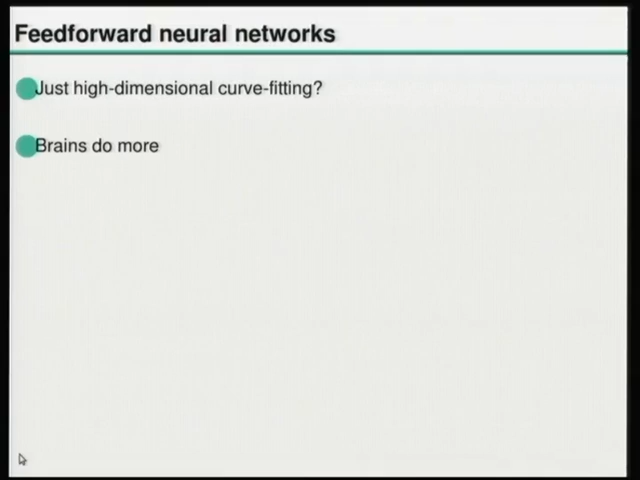 Feedforward neural networks
Just high-dimensional curve-fitting?
Brains do more